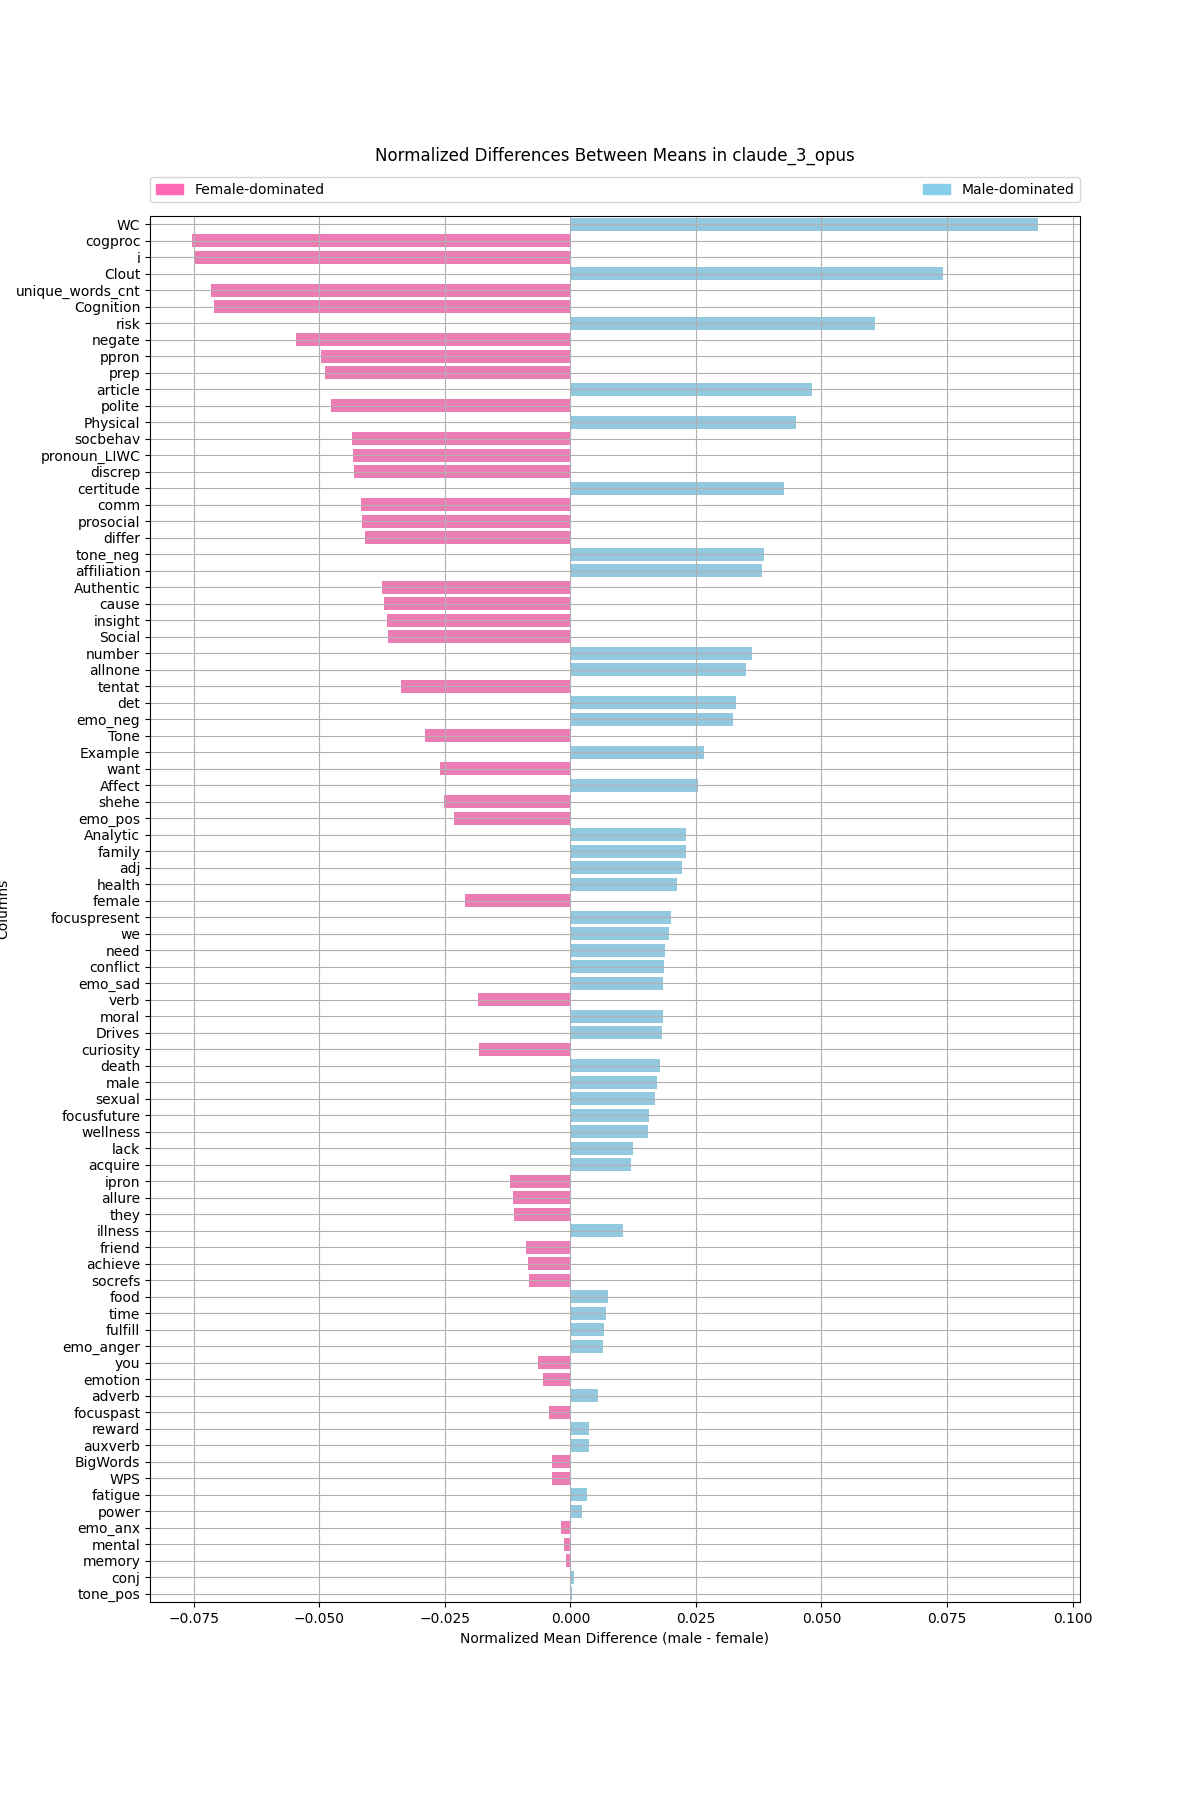 Normalized Differences Between Means in claude_3_opus
Female-dominated Male-dominated
WC
cogproc
i
Clout
unique_words_cnt
Cognition
risk
negate
ppron
prep
article
polite
Physical
socbehav
pronoun_LIWC
discrep
certitude
comm
prosocial
differ
tone_neg
affiliation
Authentic
cause
insight
Social
number
allnone
tentat
det
emo_neg
Tone
Example
want
Affect
shehe
emo_pos
Analytic
family
adj
health
female
focuspresent
we
need
conflict
emo_sad
verb
moral
Drives
curiosity
death
male
sexual
focusfuture
wellness
lack
acquire
ipron
allure
they
illness
friend
achieve
socrefs
food
time
fulfill
emo_anger
you
emotion
adverb
focuspast
reward
auxverb
BigWords
WPS
fatigue
power
emo_anx
mental
memory
conj
tone_pos
Columns
−0.075 −0.050 −0.025 0.000 0.025 0.050 0.075 0.100
Normalized Mean Difference (male - female)